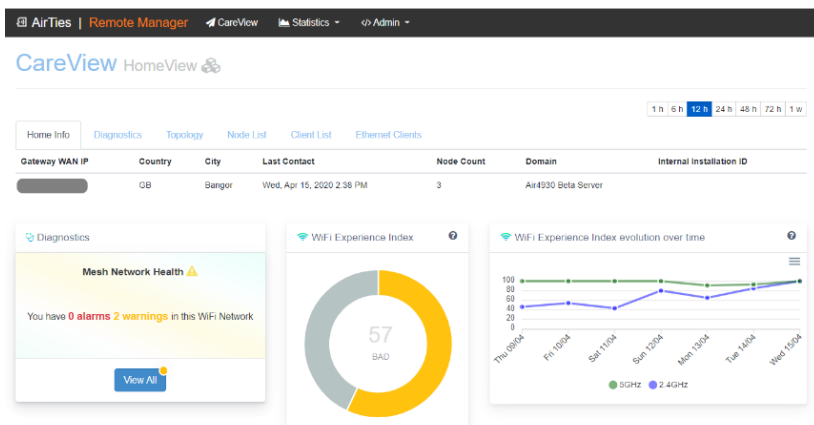 AirTies | Remote Manager CareView Statistics </> Admin
CareView HomeView
1 h 6 h 12 h 24 h 48 h 72 h 1 w
Home Info Diagnostics Topology Node List Client List Ethernet Clients
Gateway WAN IP Country City Last Contact Node Count Domain Internal Installation ID
GB Bangor Wed, Apr 15, 2020 2:38 PM 3 Air4930 Beta Server
Diagnostics
Mesh Network Health
You have 0 alarms 2 warnings in this WiFi Network
View All
WiFi Experience Index ?
57
BAD
WiFi Experience Index evolution over time ?
100
80
60
40
20
0
Thu 09/04 Fri 10/04 Sat 11/04 Sun 12/04 Mon 13/04 Tue 14/04 Wed 15/04
5GHz 2.4GHz